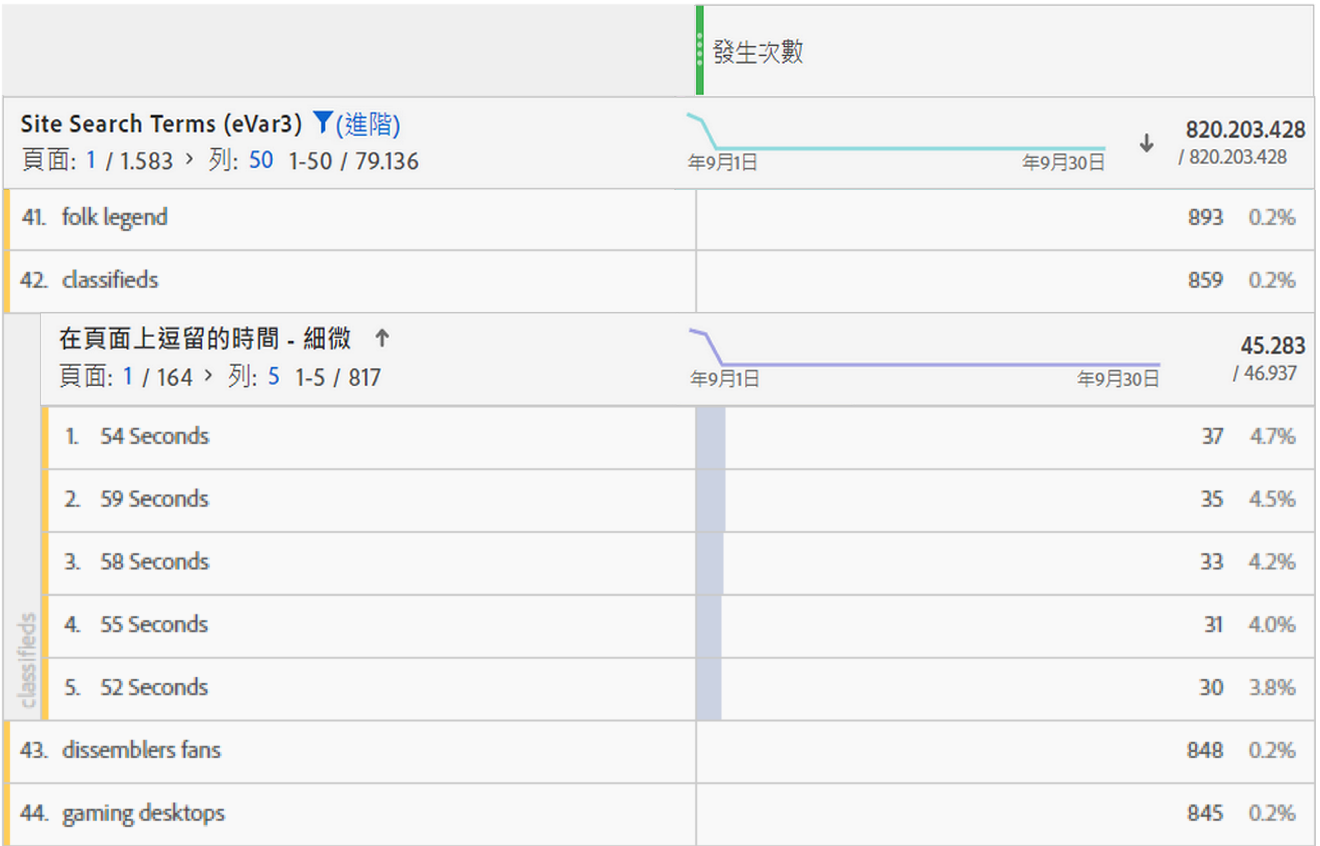 發生次數
Site Search Terms (eVar3) (進階)
頁面: 1 / 1.583 > 列: 50 1-50 / 79.136
年9月1日 年9月30日
820.203.428
/ 820.203.428
41. folk legend 893 0.2%
42. classifieds 859 0.2%
在頁面上逗留的時間 - 細微
頁面: 1 / 164 > 列: 5 1-5 / 817
年9月1日 年9月30日
45.283
/ 46.937
classifieds
1. 54 Seconds 37 4.7%
2. 59 Seconds 35 4.5%
3. 58 Seconds 33 4.2%
4. 55 Seconds 31 4.0%
5. 52 Seconds 30 3.8%
43. dissemblers fans 848 0.2%
44. gaming desktops 845 0.2%